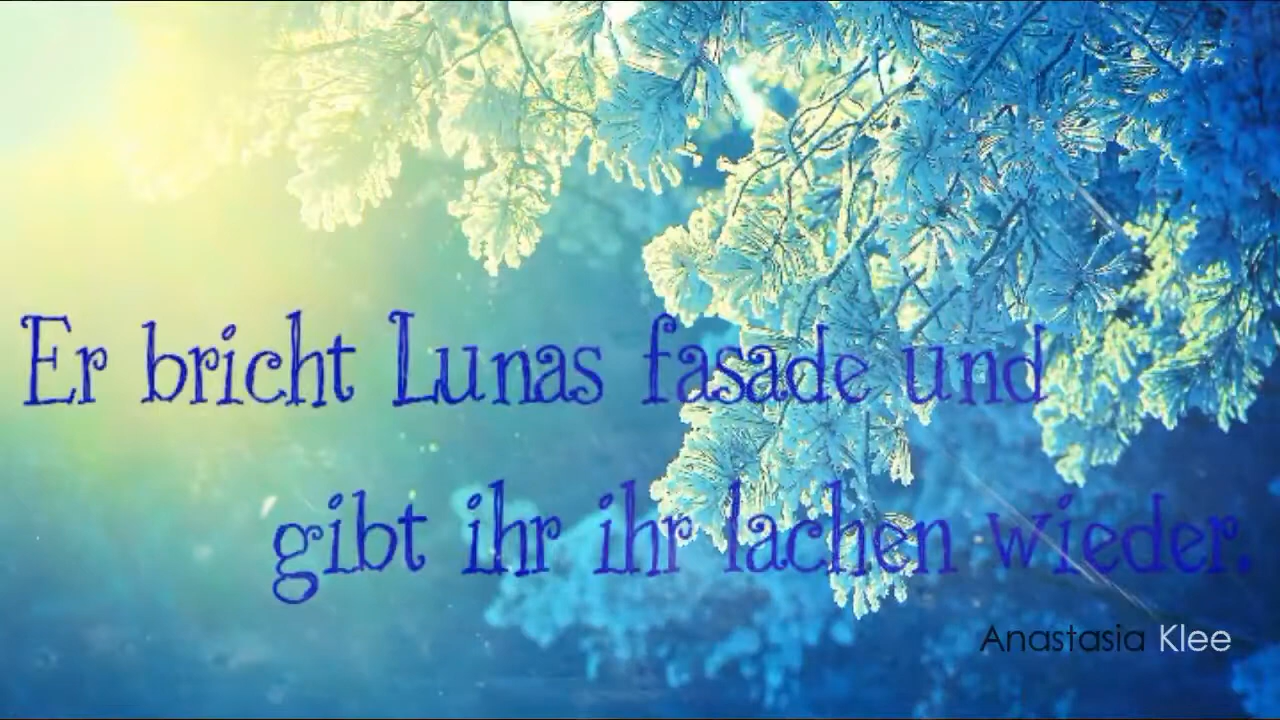 Er bricht Lunas fasade und
gibt ihr ihr lachen wieder.
Anastasia Klee